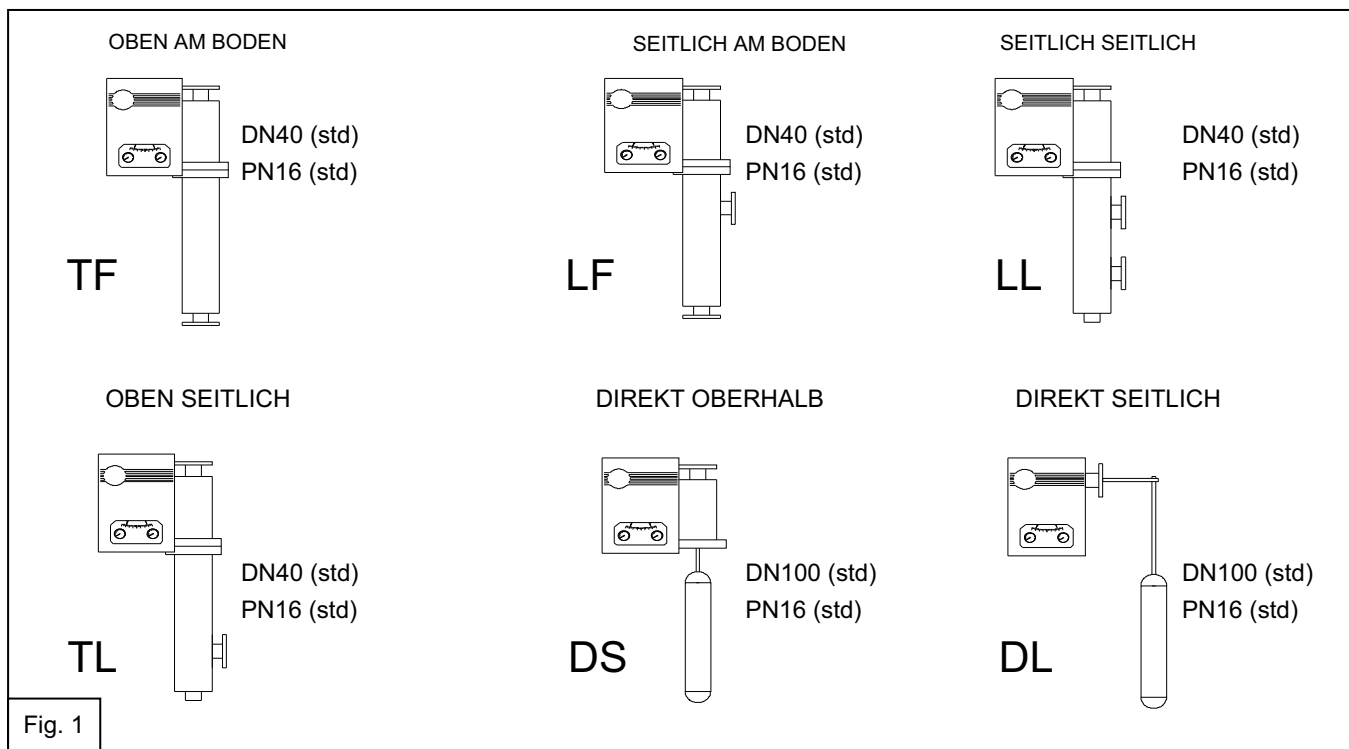 OBEN AM BODEN
DN40 (std)
PN16 (std)
TF
SEITLICH AM BODEN
DN40 (std)
PN16 (std)
LF
SEITLICH SEITLICH
DN40 (std)
PN16 (std)
LL
OBEN SEITLICH
DN40 (std)
PN16 (std)
TL
DIREKT OBERHALB
DN100 (std)
PN16 (std)
DS
DIREKT SEITLICH
DN100 (std)
PN16 (std)
DL
Fig. 1